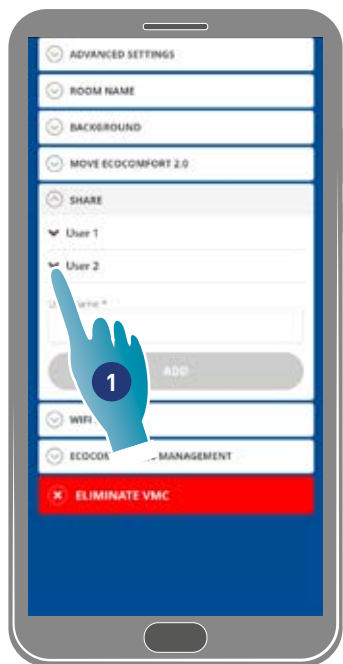 ADVANCED SETTINGS
ROOM NAME
BACKGROUND
MOVE ECOCOMFORT 2.0
SHARE
User 1
User 2
ADD
1
WIFI
MANAGEMENT
ELIMINATE VMC